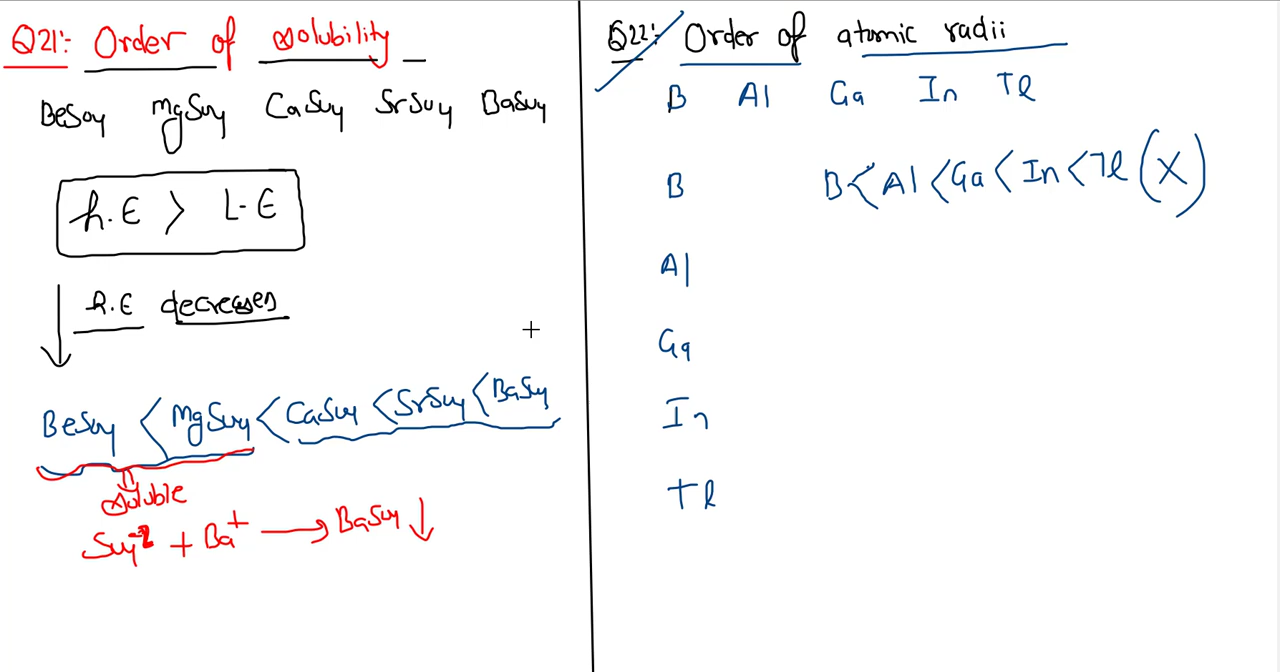 Q21:- Order of solubility
BeSO4 MgSO4 CaSO4 SrSO4 BaSO4
h.E > L.E
h.E decreases
BeSO4 < MgSO4 < CaSO4 < SrSO4 < BaSO4
soluble
SO4-2 + Ba+ → BaSO4 ↓
Q22:- Order of atomic radii
B Al Ga In Tl
B B < Al < Ga < In < Tl (X)
Al
Ga
In
Tl